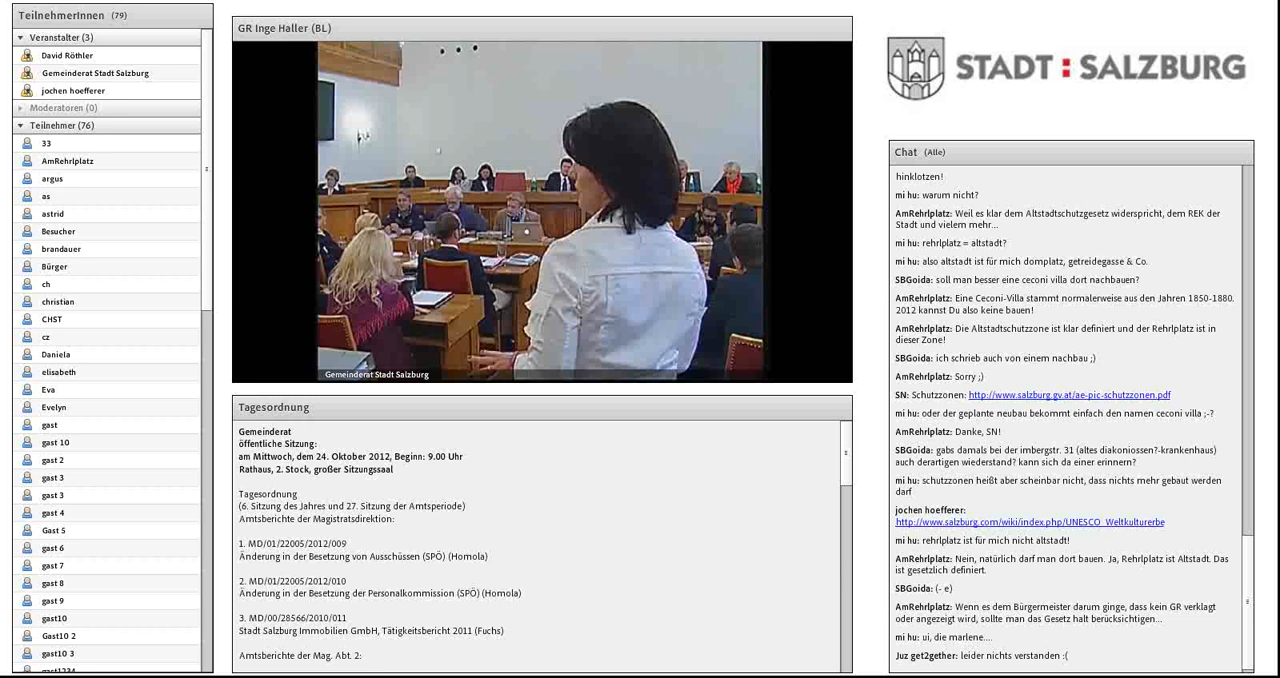 TeilnehmerInnen (79)
Veranstalter (3)
David Röthler
Gemeinderat Stadt Salzburg
jochen hoefferer
Moderatoren (0)
Teilnehmer (76)
33
AmRehrlplatz
argus
as
astrid
Besucher
brandauer
Bürger
ch
christian
CHST
cz
Daniela
elisabeth
Eva
Evelyn
gast
gast 10
gast 2
gast 3
gast 3
gast 4
Gast 5
gast 6
gast 7
gast 8
gast 9
gast10
Gast10 2
gast10 3
gast1234
GR Inge Haller (BL)
Gemeinderat Stadt Salzburg
Tagesordnung
Gemeinderat
öffentliche Sitzung:
am Mittwoch, dem 24. Oktober 2012, Beginn: 9.00 Uhr
Rathaus, 2. Stock, großer Sitzungssaal
Tagesordnung
(6. Sitzung des Jahres und 27. Sitzung der Amtsperiode)
Amtsberichte der Magistratsdirektion:
1. MD/01/22005/2012/009
Änderung in der Besetzung von Ausschüssen (SPÖ) (Homola)
2. MD/01/22005/2012/010
Änderung in der Besetzung der Personalkommission (SPÖ) (Homola)
3. MD/00/28566/2010/011
Stadt Salzburg Immobilien GmbH, Tätigkeitsbericht 2011 (Fuchs)
Amtsberichte der Mag. Abt. 2:
STADT : SALZBURG
Chat (Alle)
hinklotzen!
mi hu: warum nicht?
AmRehrlplatz: Weil es klar dem Altstadtschutzgesetz widerspricht, dem REK der
Stadt und vielem mehr...
mi hu: rehrlplatz = altstadt?
mi hu: also altstadt ist für mich domplatz, getreidegasse & Co.
SBGoida: soll man besser eine ceconi villa dort nachbauen?
AmRehrlplatz: Eine Ceconi-Villa stammt normalerweise aus den Jahren 1850-1880.
2012 kannst Du also keine bauen!
AmRehrlplatz: Die Altstadtschutzzone ist klar definiert und der Rehrlplatz ist in
dieser Zone!
SBGoida: ich schrieb auch von einem nachbau ;)
AmRehrlplatz: Sorry ;)
SN: Schutzzonen: http://www.salzburg.gv.at/ae-pic-schutzzonen.pdf
mi hu: oder der geplante neubau bekommt einfach den namen ceconi villa ;-?
AmRehrlplatz: Danke, SN!
SBGoida: gabs damals bei der imbergstr. 31 (altes diakoniossen?-krankenhaus)
auch derartigen wiederstand? kann sich da einer erinnern?
mi hu: schutzzonen heißt aber scheinbar nicht, dass nichts mehr gebaut werden
darf
jochen hoefferer:
http://www.salzburg.com/wiki/index.php/UNESCO_Weltkulturerbe
mi hu: rehrlplatz ist für mich nicht altstadt!
AmRehrlplatz: Nein, natürlich darf man dort bauen. Ja, Rehrlplatz ist Altstadt. Das
ist gesetzlich definiert.
SBGoida: (- e)
AmRehrlplatz: Wenn es dem Bürgermeister darum ginge, dass kein GR verklagt
oder angezeigt wird, sollte man das Gesetz halt berücksichtigen...
mi hu: ui, die marlene....
Juz get2gether: leider nichts verstanden :(